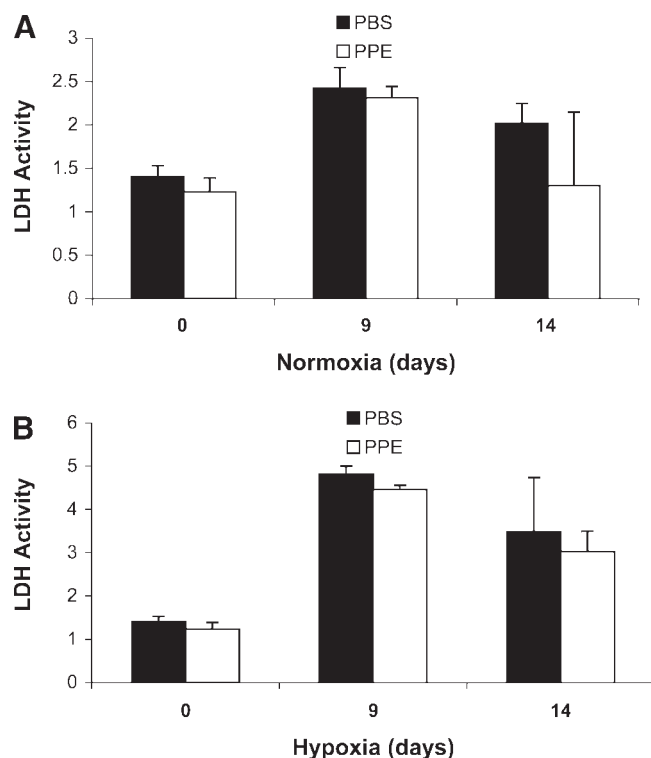 A
PBS
PPE
3
2.5
2
1.5
1
0.5
0
LDH Activity
0 9 14
Normoxia (days)
B
PBS
PPE
6
5
4
3
2
1
0
LDH Activity
0 9 14
Hypoxia (days)